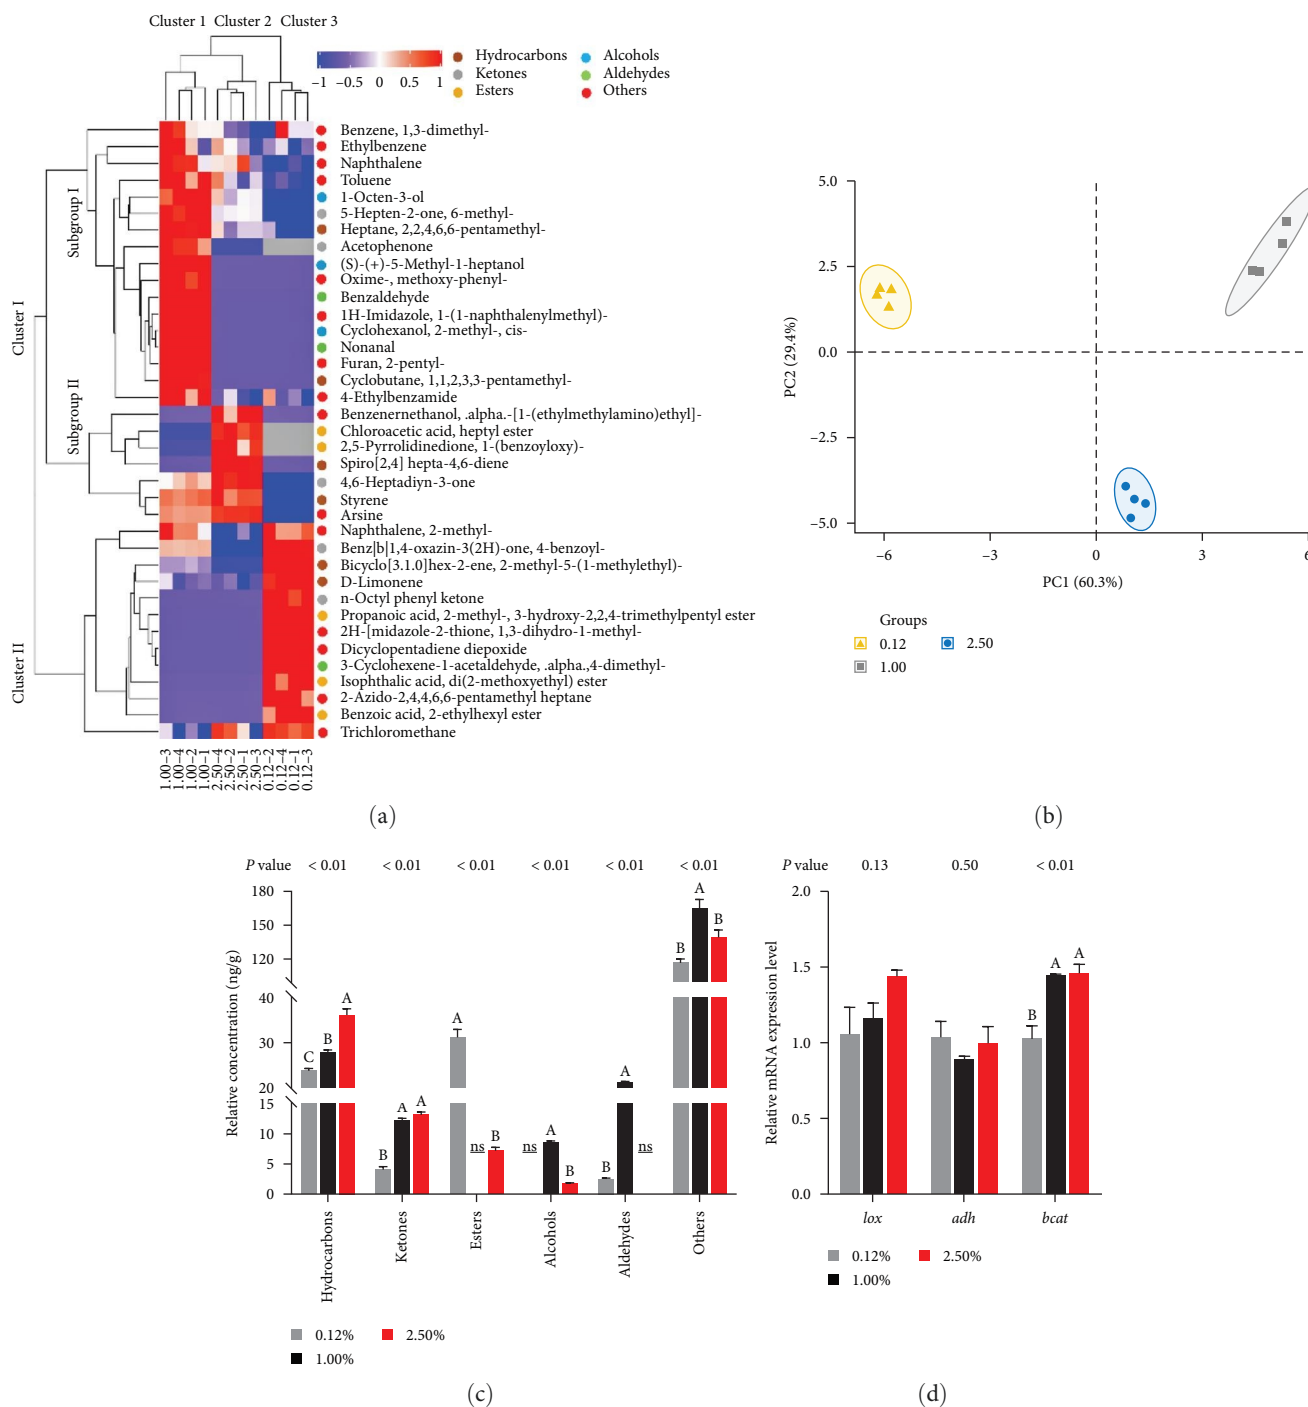 Cluster 1 Cluster 2 Cluster 3
−1 −0.5 0 0.5 1
Hydrocarbons
Ketones
Esters
Alcohols
Aldehydes
Others
Cluster I
Subgroup I
Subgroup II
Cluster II
Benzene, 1,3-dimethyl-
Ethylbenzene
Naphthalene
Toluene
1-Octen-3-ol
5-Hepten-2-one, 6-methyl-
Heptane, 2,2,4,6,6-pentamethyl-
Acetophenone
(S)-(+)-5-Methyl-1-heptanol
Oxime-, methoxy-phenyl-
Benzaldehyde
1H-Imidazole, 1-(1-naphthalenylmethyl)-
Cyclohexanol, 2-methyl-, cis-
Nonanal
Furan, 2-pentyl-
Cyclobutane, 1,1,2,3,3-pentamethyl-
4-Ethylbenzamide
Benzenernethanol, .alpha.-[1-(ethylmethylamino)ethyl]-
Chloroacetic acid, heptyl ester
2,5-Pyrrolidinedione, 1-(benzoyloxy)-
Spiro[2,4] hepta-4,6-diene
4,6-Heptadiyn-3-one
Styrene
Arsine
Naphthalene, 2-methyl-
Benz|b|1,4-oxazin-3(2H)-one, 4-benzoyl-
Bicyclo[3.1.0]hex-2-ene, 2-methyl-5-(1-methylethyl)-
D-Limonene
n-Octyl phenyl ketone
Propanoic acid, 2-methyl-, 3-hydroxy-2,2,4-trimethylpentyl ester
2H-[midazole-2-thione, 1,3-dihydro-1-methyl-
Dicyclopentadiene diepoxide
3-Cyclohexene-1-acetaldehyde, .alpha.,4-dimethyl-
Isophthalic acid, di(2-methoxyethyl) ester
2-Azido-2,4,4,6,6-pentamethyl heptane
Benzoic acid, 2-ethylhexyl ester
Trichloromethane
1.00−3
1.00−4
1.00−2
1.00−1
2.50−4
2.50−2
2.50−1
2.50−3
0.12−2
0.12−4
0.12−1
0.12−3
(a)
5.0
2.5
0.0
−2.5
−5.0
PC2 (29.4%)
−6 −3 0 3 6
PC1 (60.3%)
Groups
0.12
2.50
1.00
(b)
P value < 0.01 < 0.01 < 0.01 < 0.01 < 0.01 < 0.01
180
150
120
40
30
20
15
10
5
0
Relative concentration (ng/g)
C B A
B A A
A ns B
ns A B
B A ns
B A B
Hydrocarbons
Ketones
Esters
Alcohols
Aldehydes
Others
0.12%
2.50%
1.00%
(c)
P value 0.13 0.50 < 0.01
2.0
1.5
1.0
0.5
0.0
Relative mRNA expression level
B A A
lox adh bcat
0.12%
2.50%
1.00%
(d)